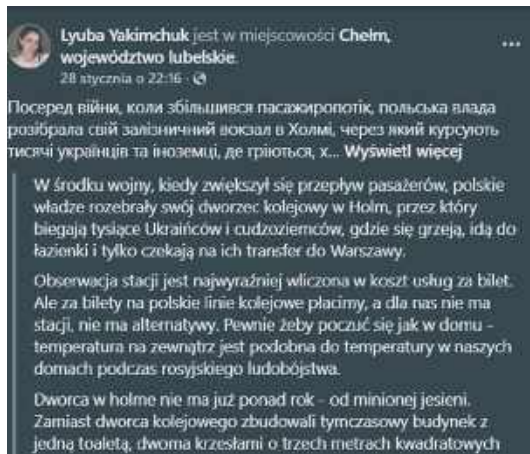 Lyuba Yakimchuk jest w miejscowości Chełm,
województwo lubelskie.
28 stycznia o 22:16 ·
Посеред війни, коли збільшився пасажиропотік, польська влада
розібрала свій залізничний вокзал в Холмі, через який курсують
тисячі українців та іноземці, де гріються, х... Wyświetl więcej
W środku wojny, kiedy zwiększył się przepływ pasażerów, polskie
władze rozebrały swój dworzec kolejowy w Holm, przez który
biegają tysiące Ukraińców i cudzoziemców, gdzie się grzeją, idą do
łazienki i tylko czekają na ich transfer do Warszawy.
Obserwacja stacji jest najwyraźniej wliczona w koszt usług za bilet.
Ale za bilety na polskie linie kolejowe płacimy, a dla nas nie ma
stacji, nie ma alternatywy. Pewnie żeby poczuć się jak w domu -
temperatura na zewnątrz jest podobna do temperatury w naszych
domach podczas rosyjskiego ludobójstwa.
Dworca w holme nie ma już ponad rok - od minionej jesieni.
Zamiast dworca kolejowego zbudowali tymczasowy budynek z
jedną toaletą, dwoma krzesłami o trzech metrach kwadratowych